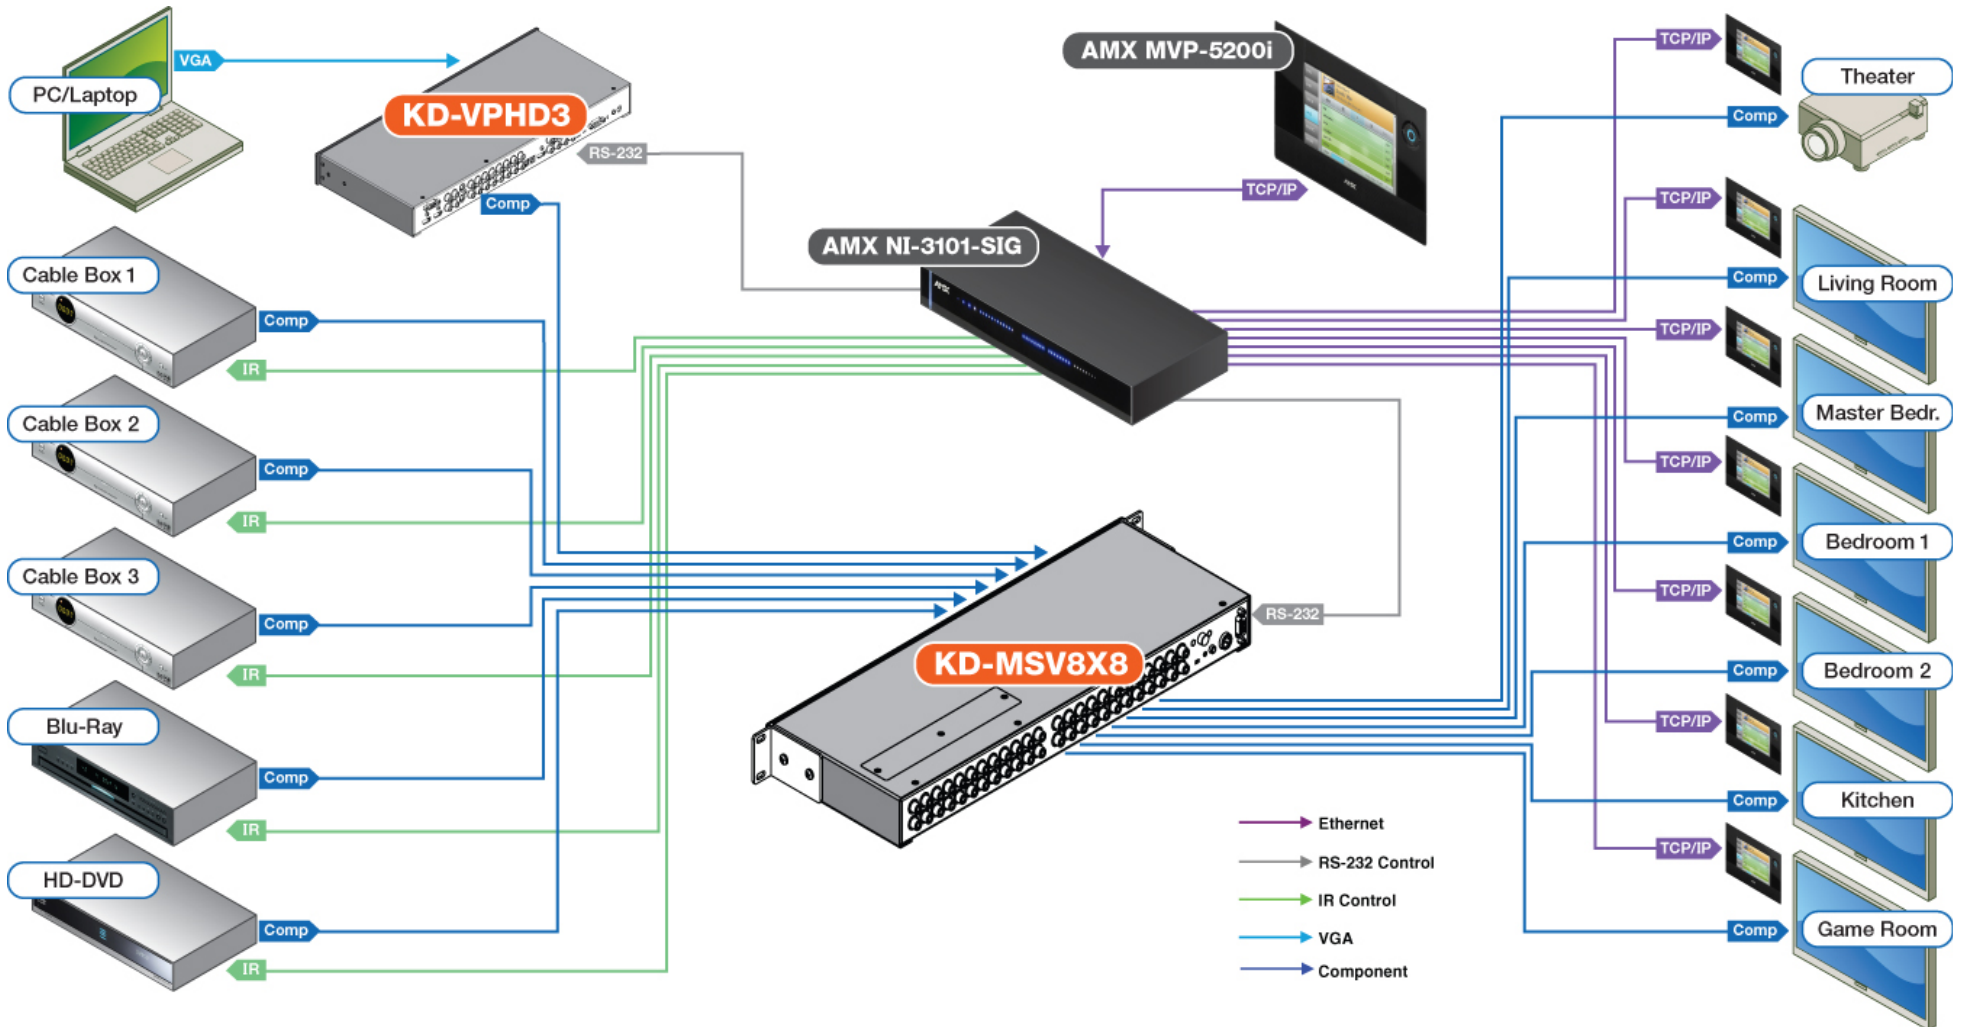 PC/Laptop
VGA
KD-VPHD3
RS-232
Comp
AMX MVP-5200i
TCP/IP
AMX NI-3101-SIG
AMX
AMX
Cable Box 1
Comp
IR
Cable Box 2
Comp
IR
Cable Box 3
Comp
IR
Blu-Ray
Comp
IR
HD-DVD
Comp
IR
KD-MSV8X8
RS-232
TCP/IP
Theater
Comp
TCP/IP
Comp
Living Room
TCP/IP
Comp
Master Bedr.
TCP/IP
Comp
Bedroom 1
TCP/IP
Comp
Bedroom 2
TCP/IP
Comp
Kitchen
TCP/IP
Comp
Game Room
Ethernet
RS-232 Control
IR Control
VGA
Component